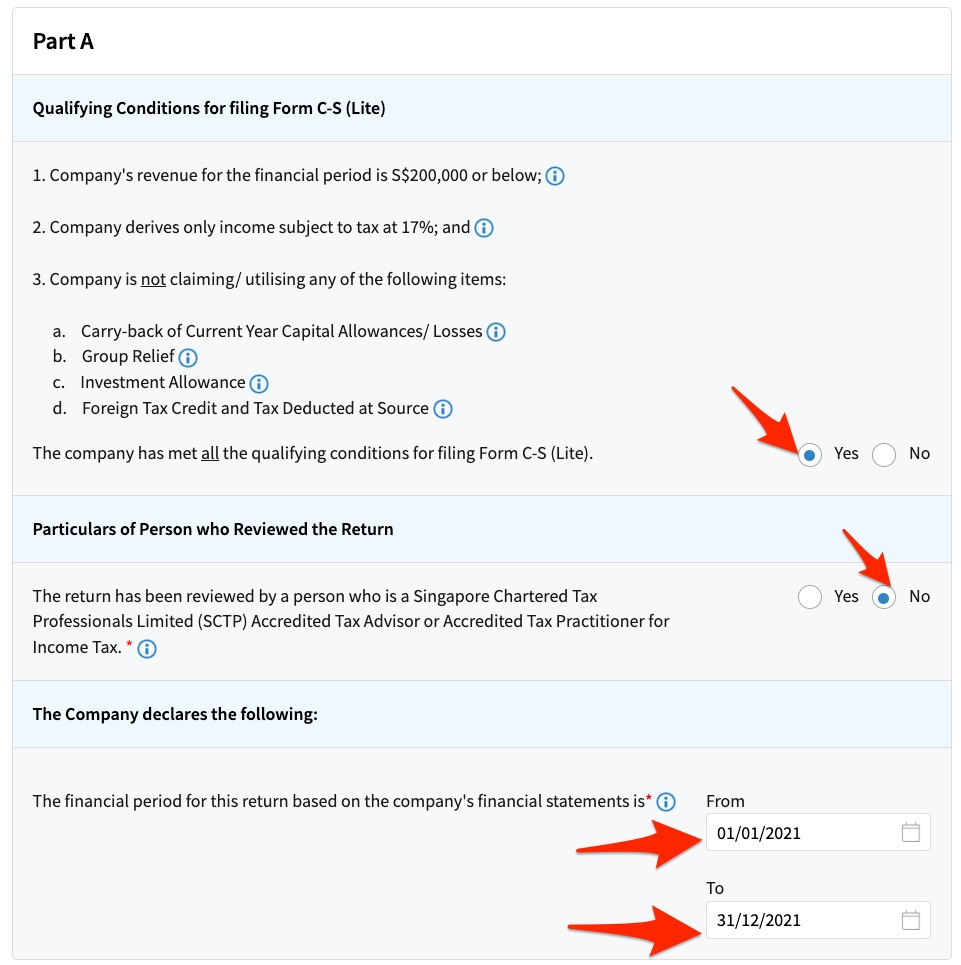 Part A
Qualifying Conditions for filing Form C-S (Lite)
1. Company's revenue for the financial period is S$200,000 or below;
2. Company derives only income subject to tax at 17%; and
3. Company is not claiming/ utilising any of the following items:
a. Carry-back of Current Year Capital Allowances/ Losses
b. Group Relief
c. Investment Allowance
d. Foreign Tax Credit and Tax Deducted at Source
The company has met all the qualifying conditions for filing Form C-S (Lite). Yes No
Particulars of Person who Reviewed the Return
The return has been reviewed by a person who is a Singapore Chartered Tax Yes No
Professionals Limited (SCTP) Accredited Tax Advisor or Accredited Tax Practitioner for
Income Tax. *
The Company declares the following:
The financial period for this return based on the company's financial statements is* From
01/01/2021
To
31/12/2021